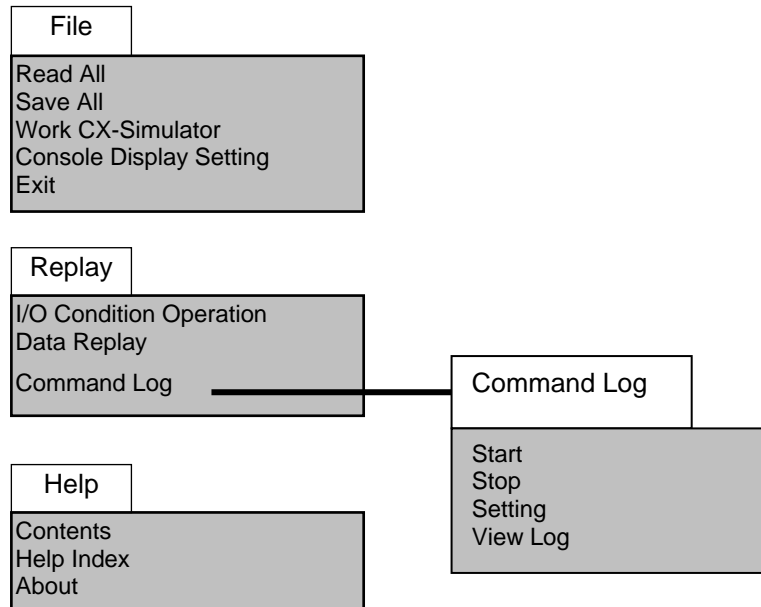 File
Read All
Save All
Work CX-Simulator
Console Display Setting
Exit
Replay
I/O Condition Operation
Data Replay
Command Log
Command Log
Start
Stop
Setting
View Log
Help
Contents
Help Index
About